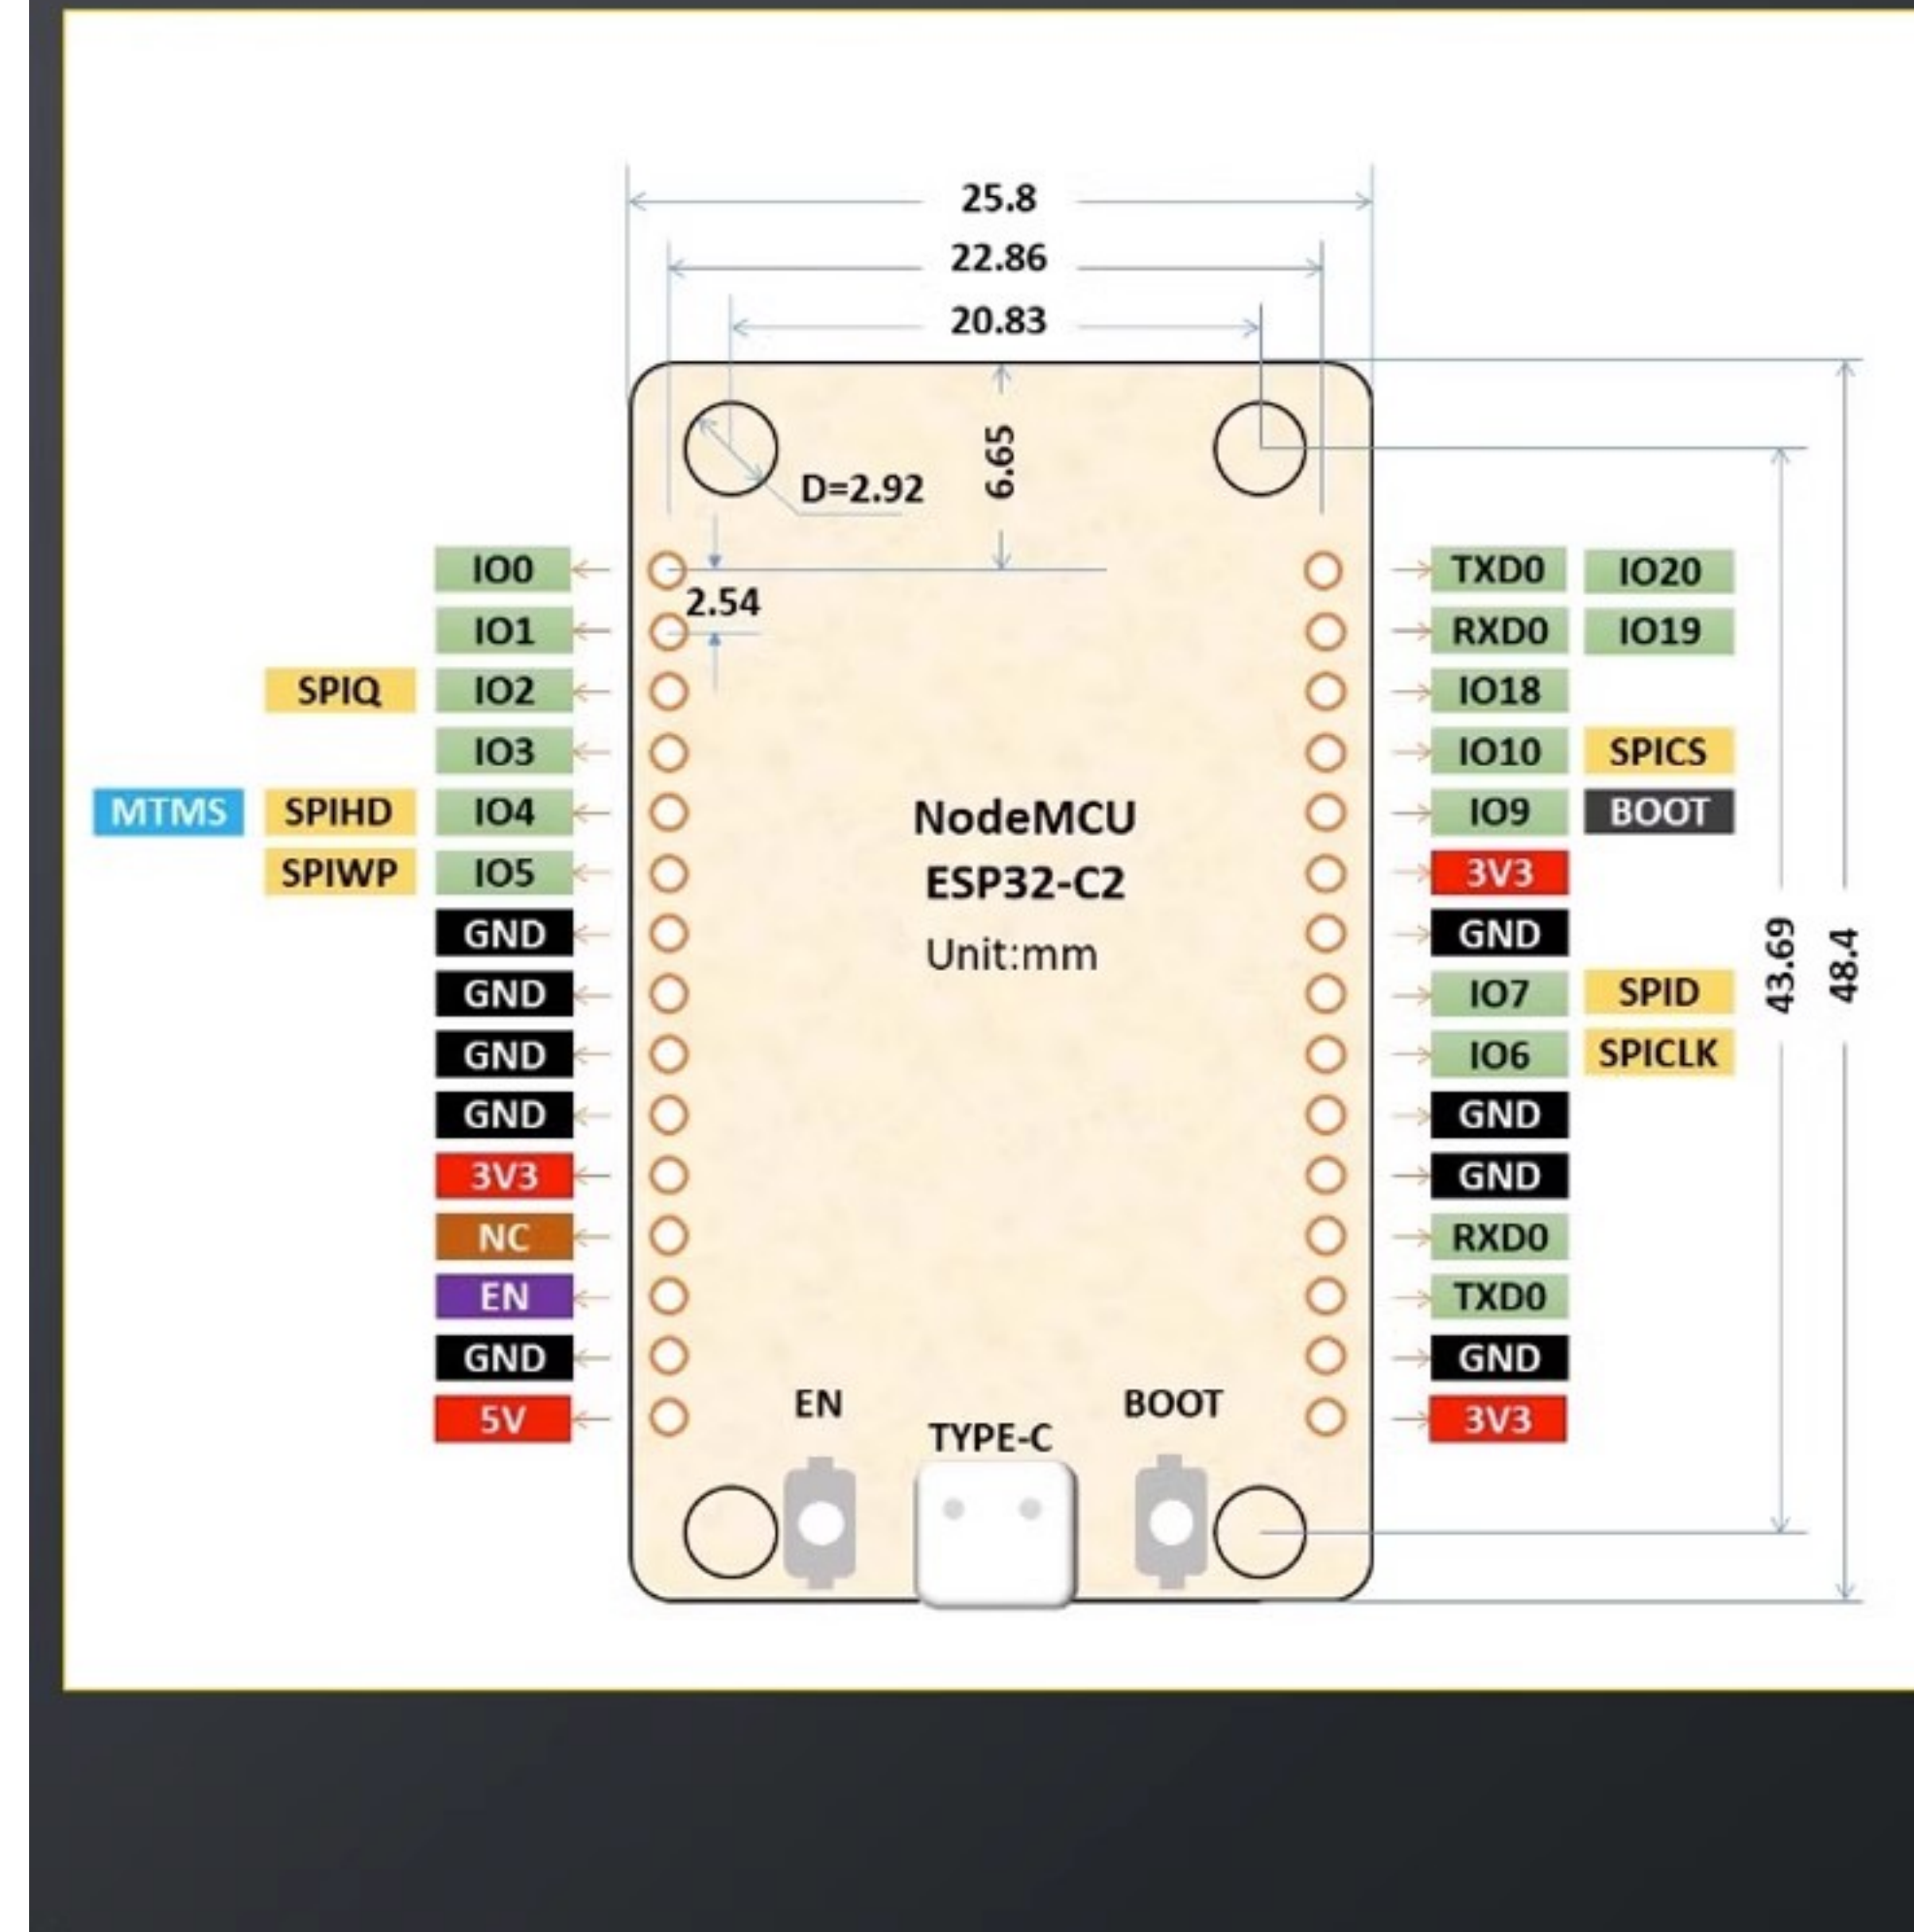 25.8
22.86
20.83
6.65
D=2.92
IO0 TXD0 IO20
2.54
IO1 RXD0 IO19
SPIQ IO2 IO18
IO3 IO10 SPICS
MTMS SPIHD IO4 IO9 BOOT
NodeMCU
SPIWP IO5 3V3
ESP32-C2
GND GND
Unit:mm
43.69
48.4
GND IO7 SPID
GND IO6 SPICLK
GND GND
3V3 GND
NC RXD0
EN TXD0
GND GND
EN BOOT
5V 3V3
TYPE-C